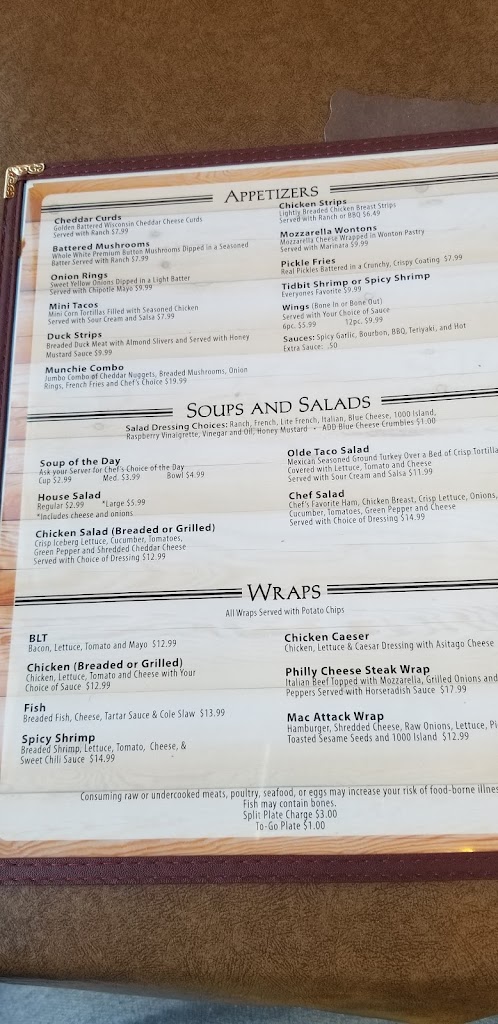 APPETIZERS
Cheddar Curds
Golden Battered Wisconsin Cheddar Cheese Curds
Served with Ranch $7.99
Battered Mushrooms
Whole White Premium Button Mushrooms Dipped in a Seasoned
Batter Served with Ranch $7.99
Onion Rings
Sweet Yellow Onions Dipped in a Light Batter
Served with Chipotle Mayo $9.99
Mini Tacos
Mini Corn Tortillas Filled with Seasoned Chicken
Served with Sour Cream and Salsa $7.99
Duck Strips
Breaded Duck Meat with Almond Slivers and Served with Honey
Mustard Sauce $9.99
Munchie Combo
Jumbo Combo of Cheddar Nuggets, Breaded Mushrooms, Onion
Rings, French Fries and Chef's Choice $19.99
Chicken Strips
Lightly Breaded Chicken Breast Strips
Served with Ranch or BBQ $6.49
Mozzarella Wontons
Mozzarella Cheese Wrapped in Wonton Pastry
Served with Marinara $9.99
Pickle Fries
Real Pickles Battered in a Crunchy, Crispy Coating $7.99
Tidbit Shrimp or Spicy Shrimp
Everyones Favorite $9.99
Wings (Bone In or Bone Out)
Served with Your Choice of Sauce
6pc. $5.99 12pc. $9.99
Sauces: Spicy Garlic, Bourbon, BBQ, Teriyaki, and Hot
Extra Sauce: .50
SOUPS AND SALADS
Salad Dressing Choices: Ranch, French, Lite French, Italian, Blue Cheese, 1000 Island,
Raspberry Vinaigrette, Vinegar and Oil, Honey Mustard • ADD Blue Cheese Crumbles $1.00
Soup of the Day
Ask your Server for Chef's Choice of the Day
Cup $2.99 Med. $3.99 Bowl $4.99
House Salad
Regular $2.99 *Large $5.99
*Includes cheese and onions
Chicken Salad (Breaded or Grilled)
Crisp Iceberg Lettuce, Cucumber, Tomatoes,
Green Pepper and Shredded Cheddar Cheese
Served with Choice of Dressing $12.99
Olde Taco Salad
Mexican Seasoned Ground Turkey Over a Bed of Crisp
Covered with Lettuce, Tomato and Cheese
Served with Sour Cream and Salsa $11.99
Chef Salad
Chef's Favorite Ham, Chicken Breast, Crisp Lettuce, Onions,
Cucumber, Tomatoes, Green Pepper and Cheese
Served with Choice of Dressing $14.99
WRAPS
All Wraps Served with Potato Chips
BLT
Bacon, Lettuce, Tomato and Mayo $12.99
Chicken (Breaded or Grilled)
Chicken, Lettuce, Tomato and Cheese with Your
Choice of Sauce $12.99
Fish
Breaded Fish, Cheese, Tartar Sauce & Cole Slaw $13.99
Spicy Shrimp
Breaded Shrimp, Lettuce, Tomato, Cheese, &
Sweet Chili Sauce $14.99
Chicken Caeser
Chicken, Lettuce & Caesar Dressing with Asitago Cheese
Philly Cheese Steak Wrap
Italian Beef Topped with Mozzarella, Grilled Onions and
Peppers Served with Horseradish Sauce $17.99
Mac Attack Wrap
Hamburger, Shredded Cheese, Raw Onions, Lettuce,
Toasted Sesame Seeds and 1000 Island $12.99
Consuming raw or undercooked meats, poultry, seafood, or eggs may increase your risk of food-borne
Fish may contain bones.
Split Plate Charge $3.00
To-Go Plate $1.00